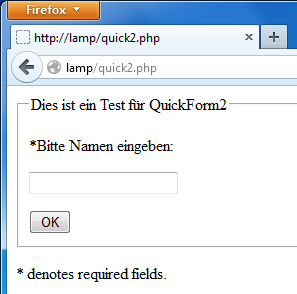 Firefox
http://lamp/quick2.php
lamp/quick2.php
Dies ist ein Test für QuickForm2
*Bitte Namen eingeben:
OK
* denotes required fields.